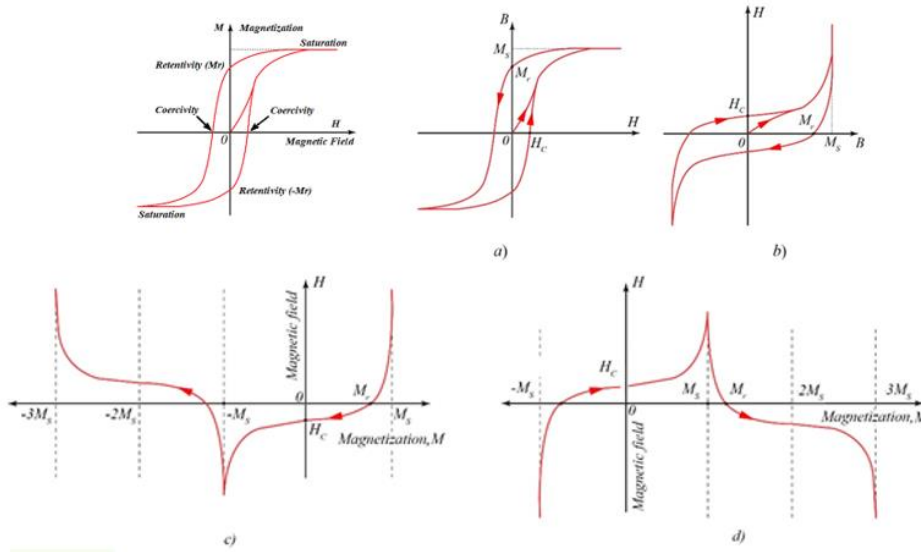 M Magnetization
Saturation
Retentivity (Mr)
Coercivity
Coercivity
H
0
Magnetic Field
Retentivity (-Mr)
Saturation
B
M_S
M_r
H
0
H_C
a)
H
H_C
M_r
0
M_S
B
b)
H
Magnetic field
0
M_r
-3M_S
-2M_S
-M_S
M_S
H_C
Magnetization, M
c)
H
Magnetic field
H_C
-M_S
M_S
M_r
2M_S
3M_S
0
Magnetization, M
Magnetic field
d)